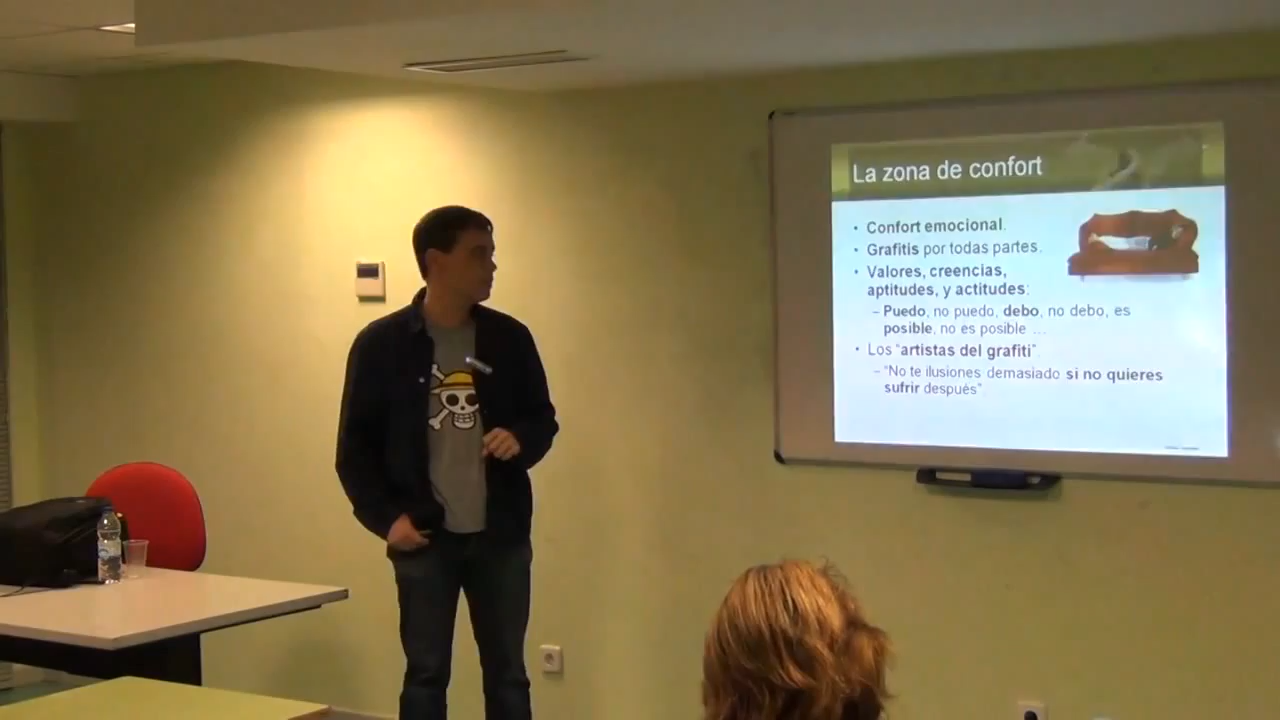 La zona de confort
• Confort emocional.
• Grafitis por todas partes.
• Valores, creencias,
aptitudes, y actitudes:
– Puedo, no puedo, debo, no debo, es
posible, no es posible …
• Los “artistas del grafiti”.
– “No te ilusiones demasiado si no quieres
sufrir después”